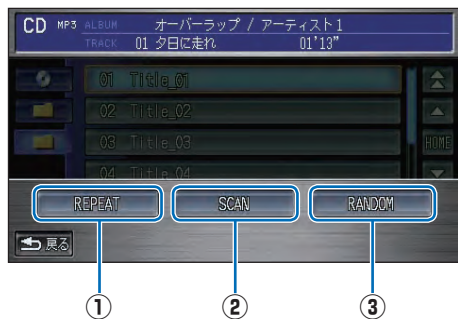 CD MP3 ALBUM オーバーラップ / アーティスト1
TRACK 01 夕日に走れ 01'13"
01 Title_01
02 Title_02
03 Title_03
HOME
04 Title_04
REPEAT SCAN RANDOM
戻る
① ② ③